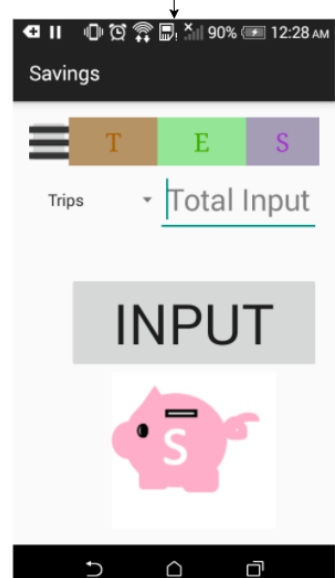 90% 12:28 AM
Savings
T E S
Trips Total Input
INPUT
S